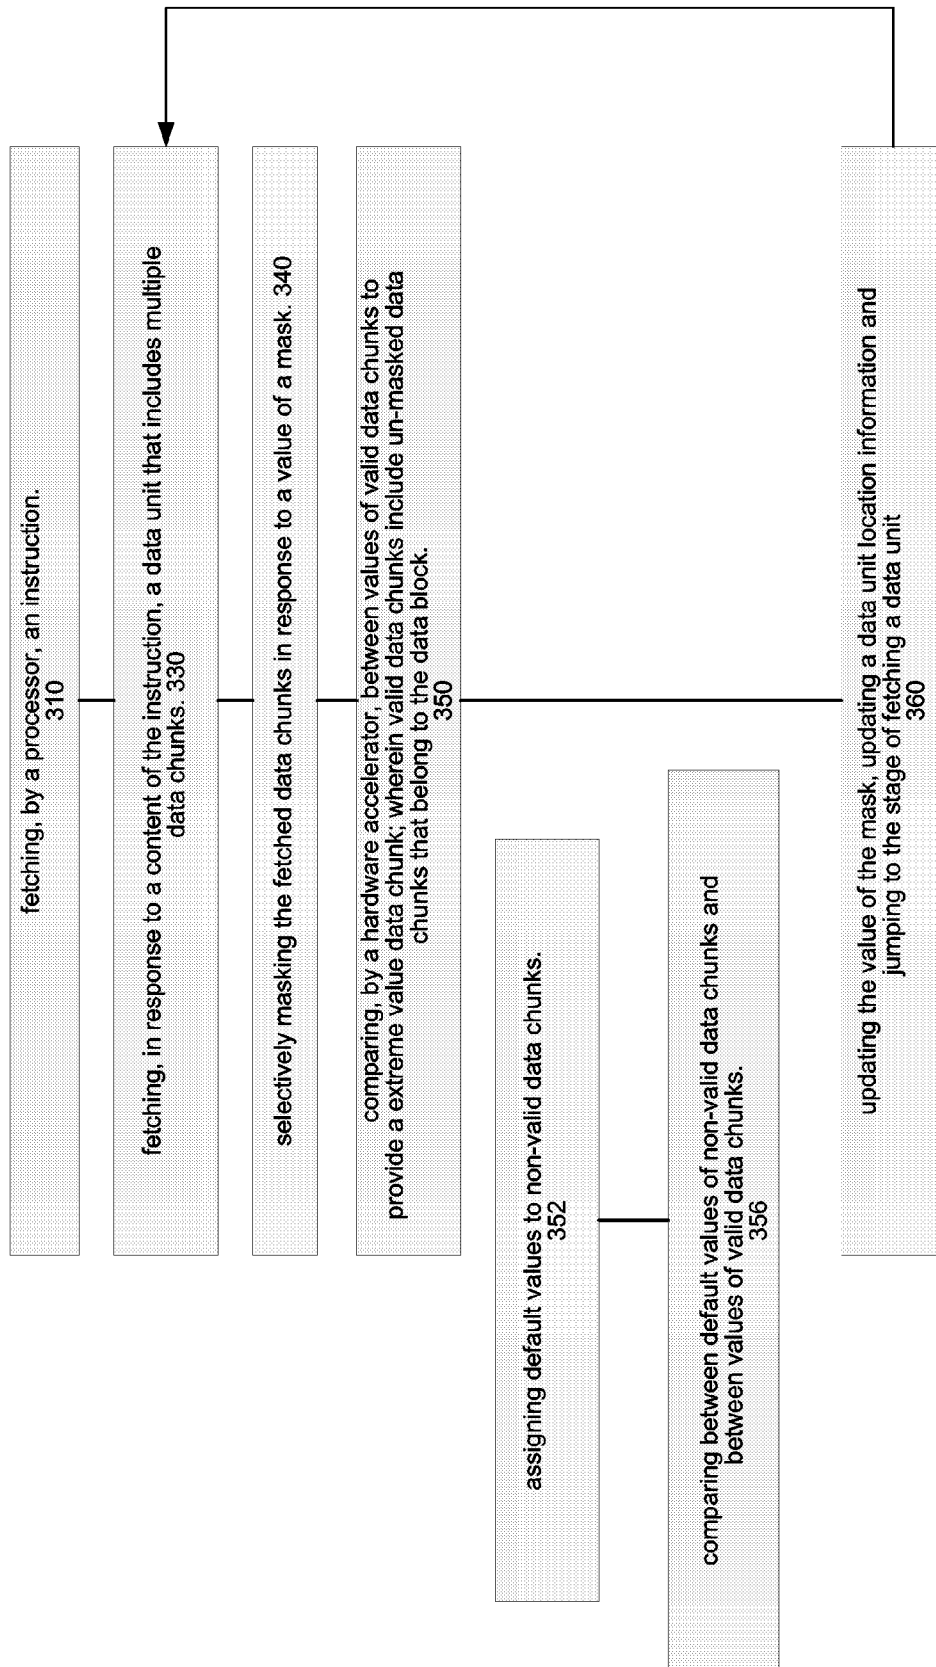 fetching, by a processor, an instruction.
310
fetching, in response to a content of the instruction, a data unit that includes multiple
data chunks. 330
selectively masking the fetched data chunks in response to a value of a mask. 340
comparing, by a hardware accelerator, between values of valid data chunks to
provide a extreme value data chunk; wherein valid data chunks include un-masked data
chunks that belong to the data block.
350
assigning default values to non-valid data chunks.
352
comparing between default values of non-valid data chunks and
between values of valid data chunks.
356
updating the value of the mask, updating a data unit location information and
jumping to the stage of fetching a data unit
360